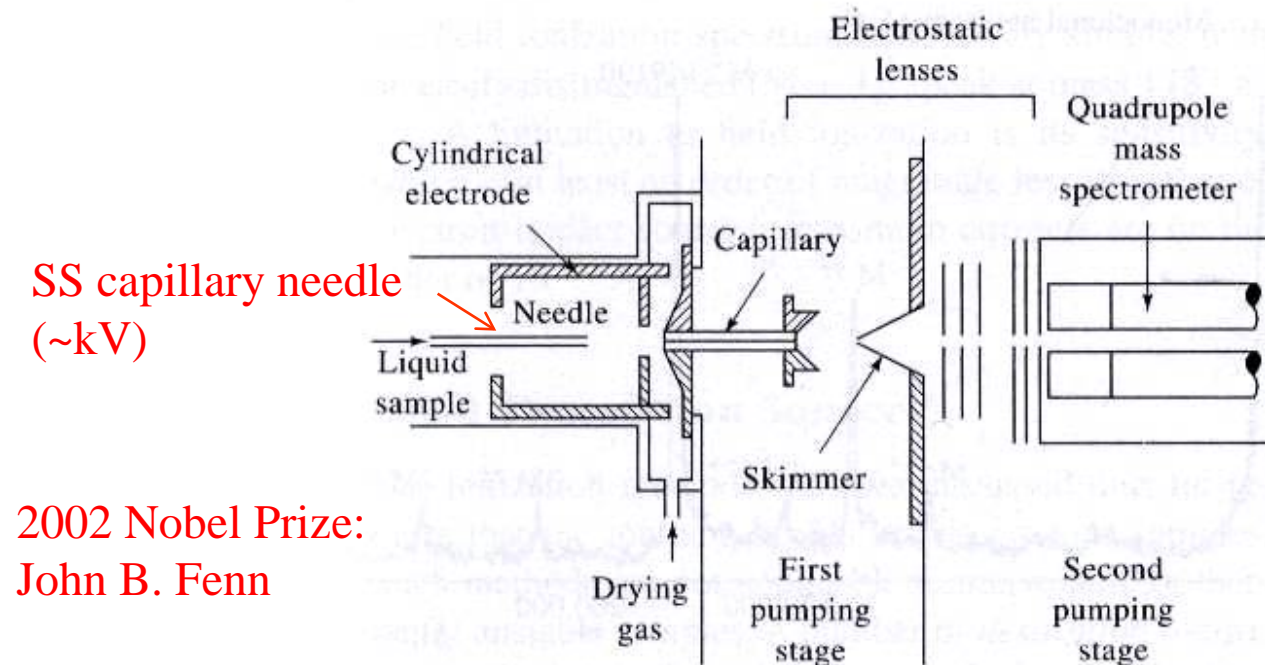 Electrostatic
lenses
Quadrupole
mass
spectrometer
Cylindrical
electrode
Capillary
SS capillary needle
(~kV)
Needle
Liquid
sample
Skimmer
2002 Nobel Prize:
John B. Fenn
Drying
gas
First
pumping
stage
Second
pumping
stage